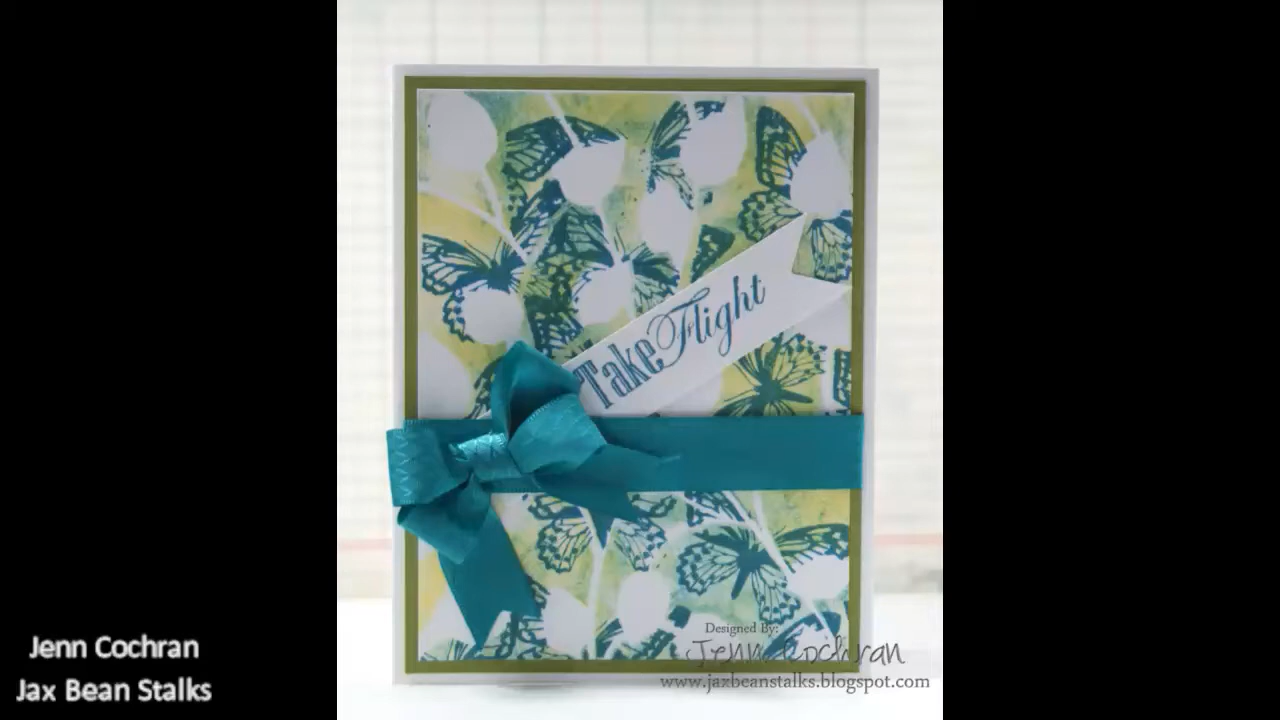 Take Flight
Designed By:
Jenn Cochran
www.jaxbeanstalks.blogspot.com
Jenn Cochran
Jax Bean Stalks